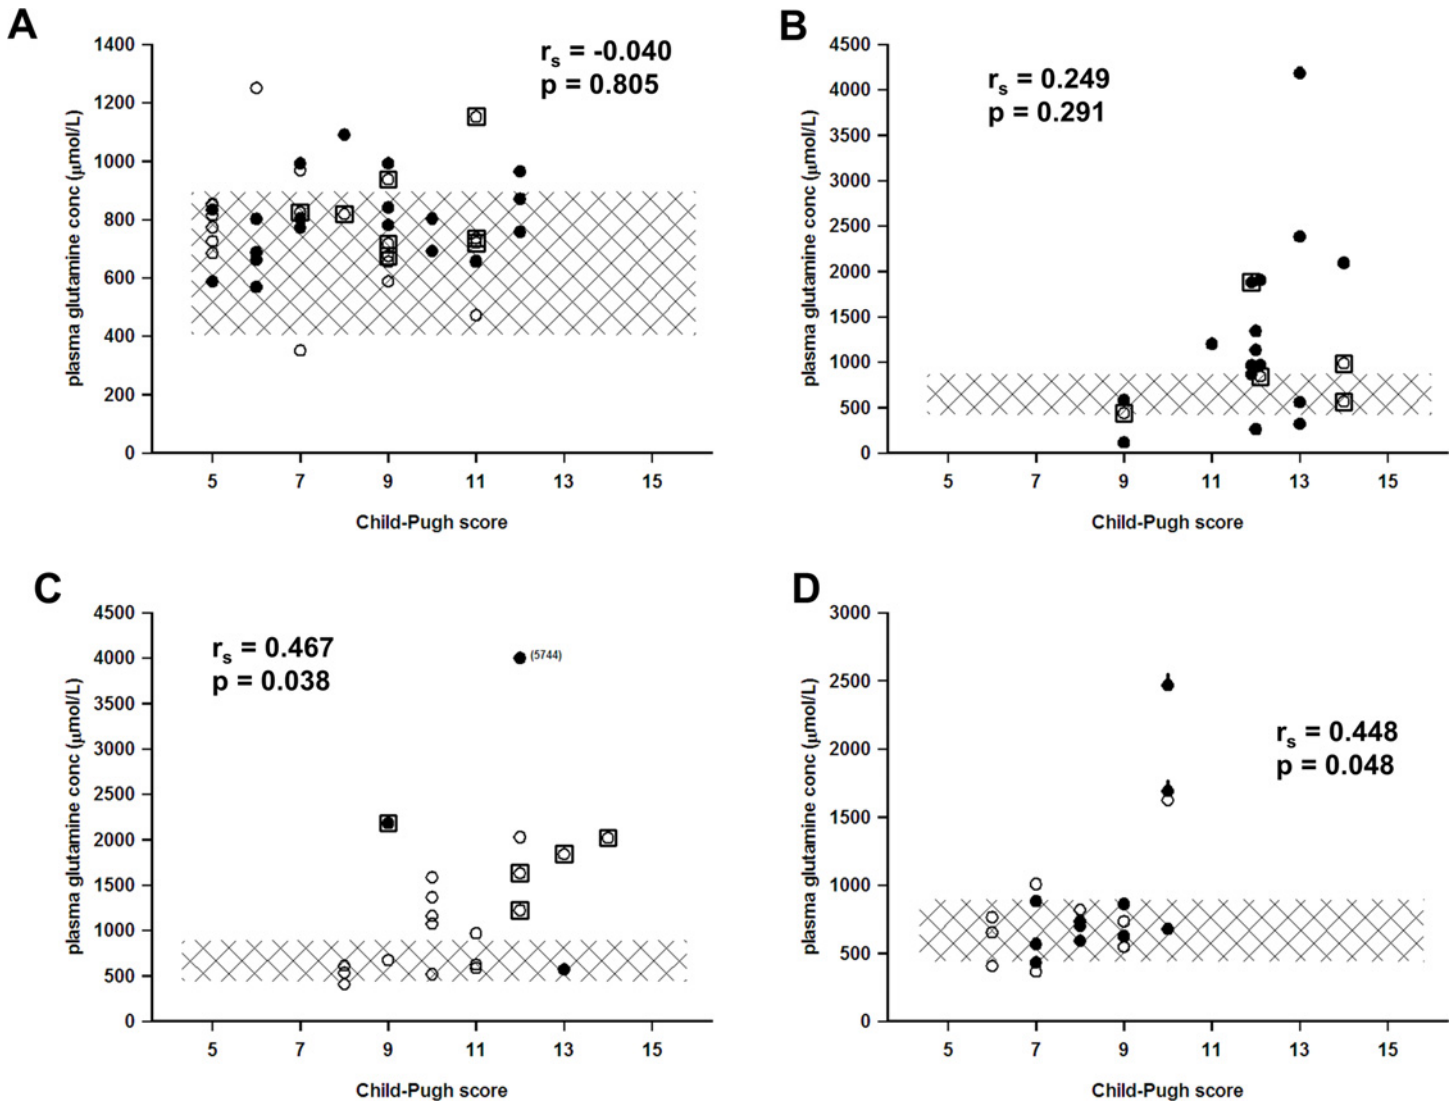 A
1400
1200
1000
800
600
400
200
0
plasma glutamine conc (μmol/L)
rs = -0.040
p = 0.805
5 7 9 11 13 15
Child-Pugh score
B
4500
4000
3500
3000
2500
2000
1500
1000
500
0
plasma glutamine conc (μmol/L)
rs = 0.249
p = 0.291
5 7 9 11 13 15
Child-Pugh score
C
4500
4000
3500
3000
2500
2000
1500
1000
500
0
plasma glutamine conc (μmol/L)
rs = 0.467
p = 0.038
(5744)
5 7 9 11 13 15
Child-Pugh score
D
3000
2500
2000
1500
1000
500
0
plasma glutamine conc (μmol/L)
rs = 0.448
p = 0.048
5 7 9 11 13 15
Child-Pugh score